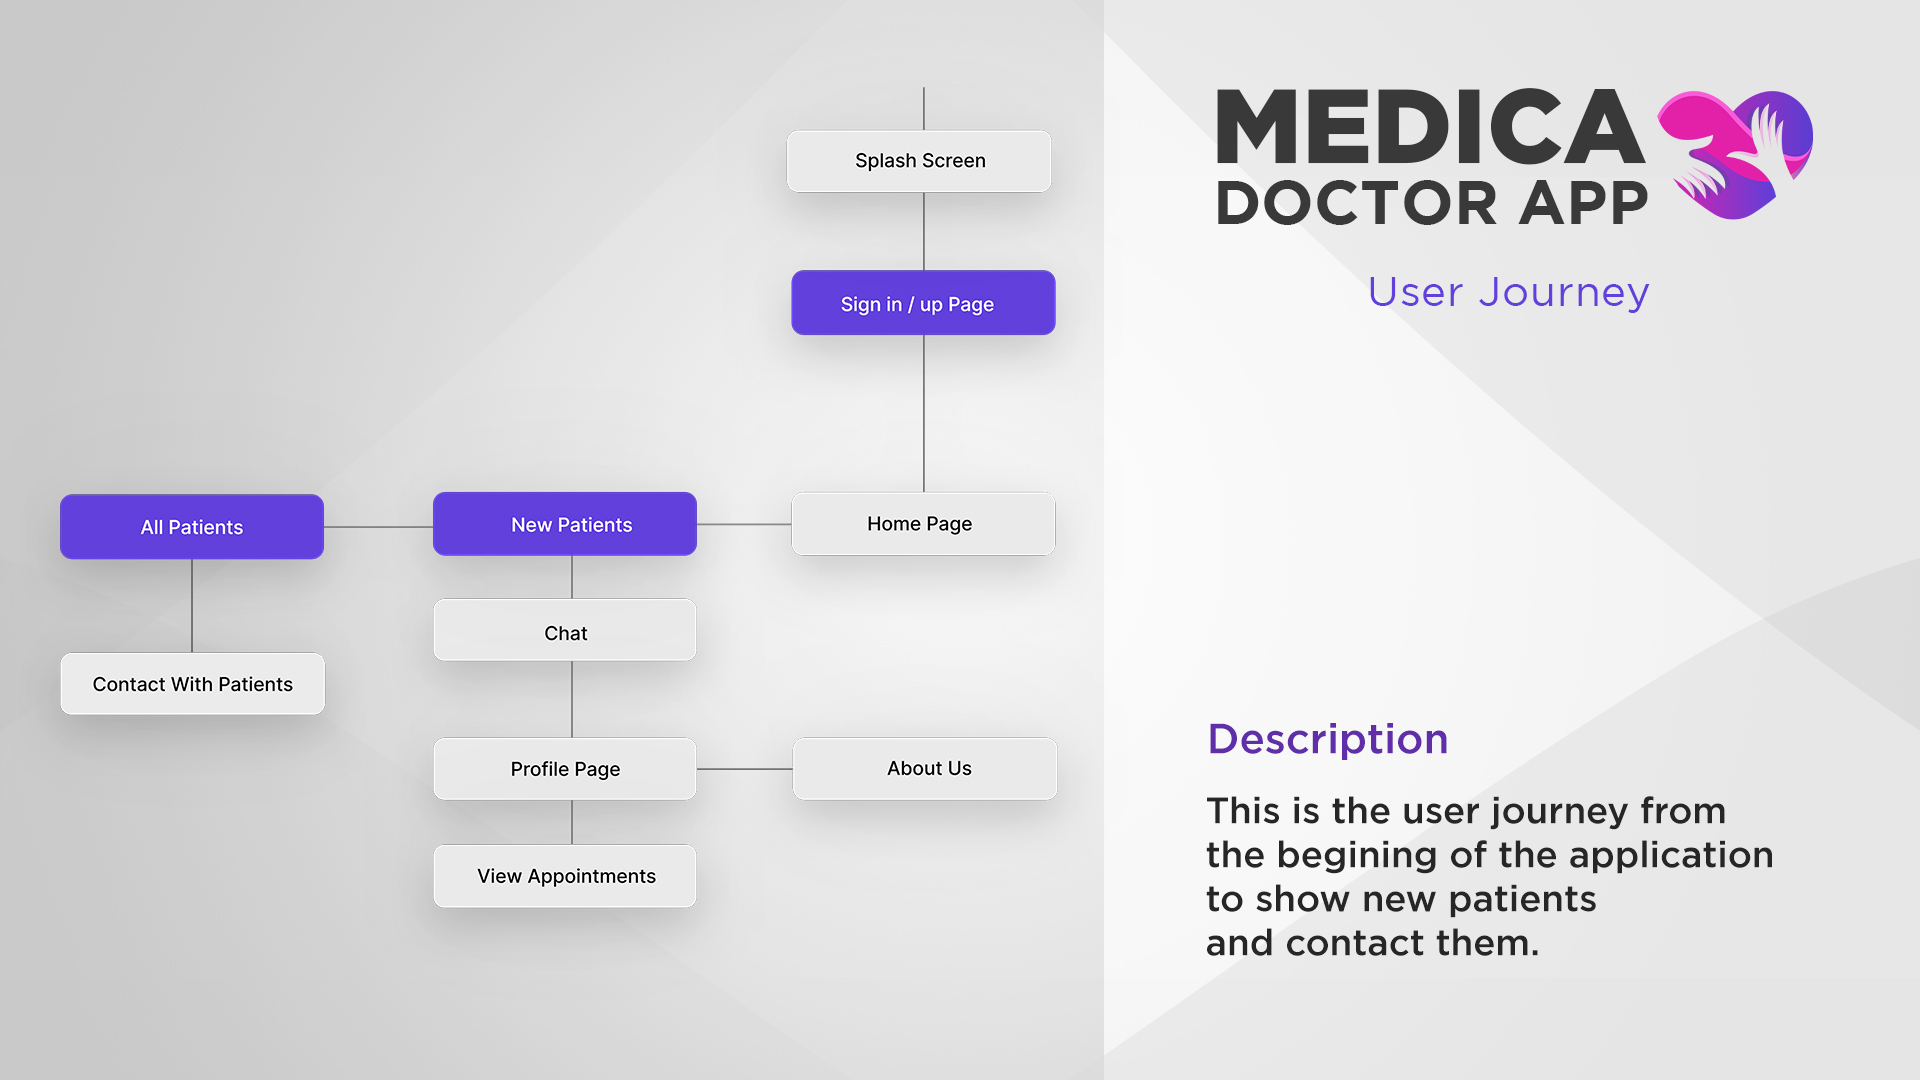 MEDICA
DOCTOR APP
User Journey
Splash Screen
Sign in / up Page
All Patients
New Patients
Home Page
Chat
Contact With Patients
Profile Page
About Us
View Appointments
Description
This is the user journey from
the begining of the application
to show new patients
and contact them.